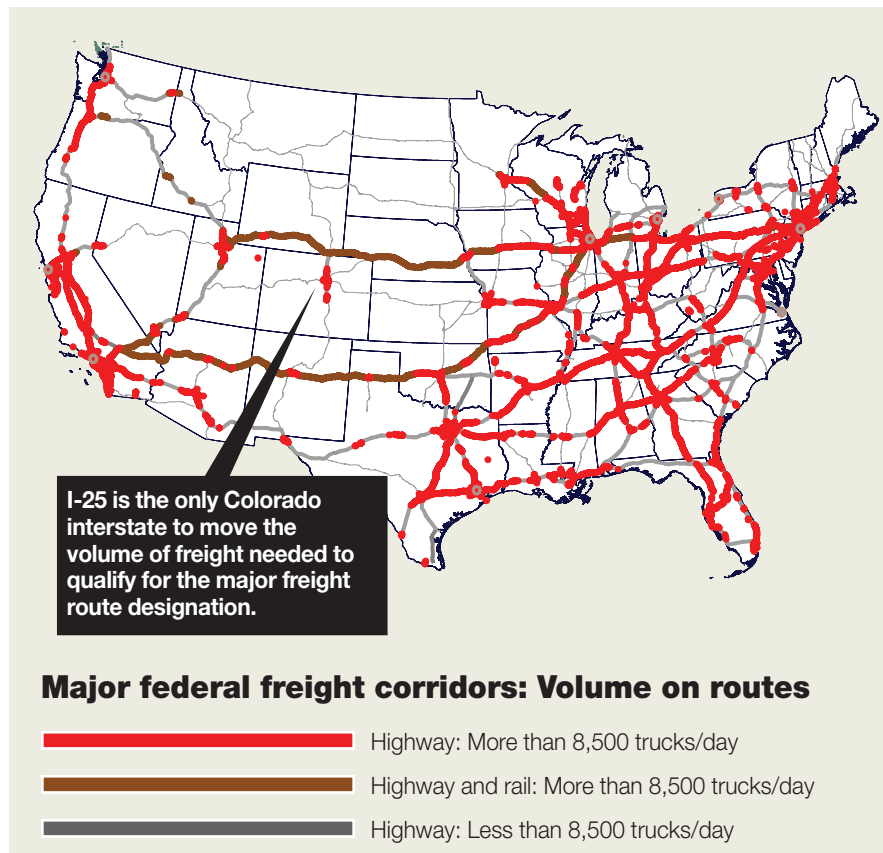 I-25 is the only Colorado
interstate to move the
volume of freight needed to
qualify for the major freight
route designation.
Major federal freight corridors: Volume on routes
Highway: More than 8,500 trucks/day
Highway and rail: More than 8,500 trucks/day
Highway: Less than 8,500 trucks/day